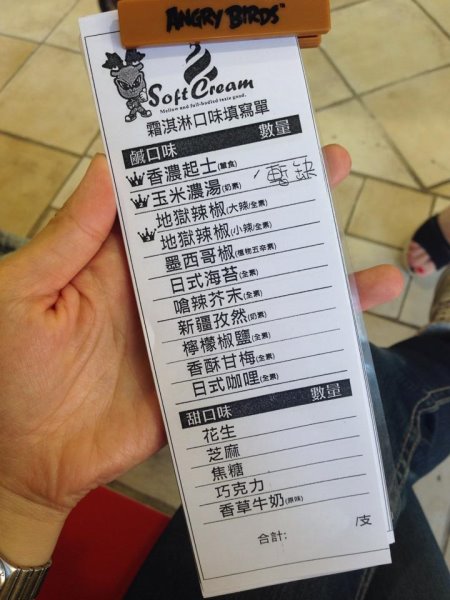 ANGRY BIRDS™
Soft Cream
Mellow and full-bodied taste good.
霜淇淋口味填寫單
鹹口味 數量
香濃起士(葷食)
玉米濃湯(奶素) 暫缺
地獄辣椒(大辣/全素)
地獄辣椒(小辣/全素)
墨西哥椒(植物五辛素)
日式海苔(全素)
嗆辣芥末(全素)
新疆孜然(奶素)
檸檬椒鹽(全素)
香酥甘梅(全素)
日式咖哩(全素)
甜口味 數量
花生
芝麻
焦糖
巧克力
香草牛奶(原味)
合計: /支